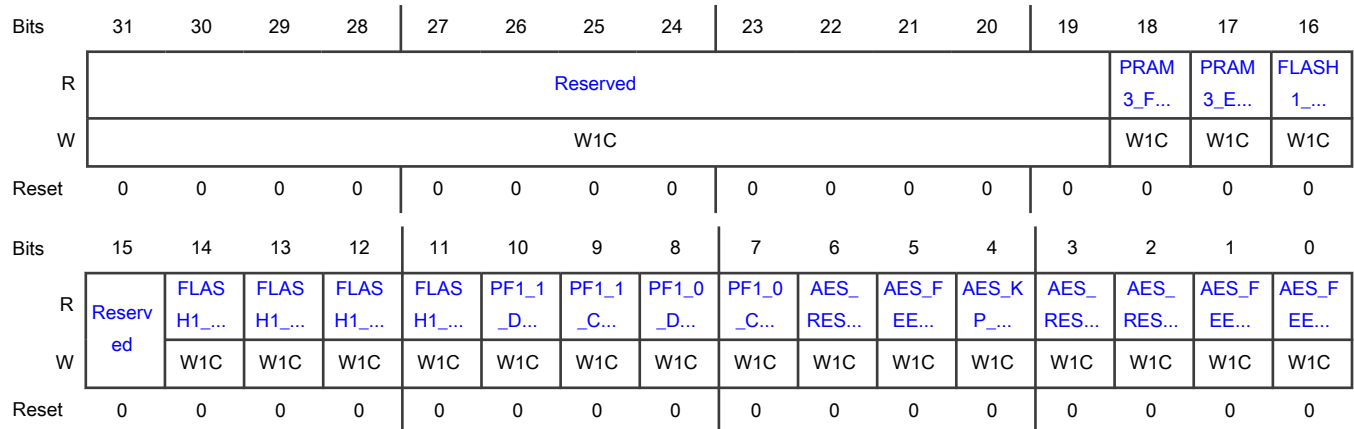 Bits 31 30 29 28 27 26 25 24 23 22 21 20 19 18 17 16
R Reserved PRAM 3_F... PRAM 3_E... FLASH 1_...
W W1C W1C W1C W1C
Reset 0 0 0 0 0 0 0 0 0 0 0 0 0 0 0 0
Bits 15 14 13 12 11 10 9 8 7 6 5 4 3 2 1 0
R Reserv ed FLAS H1_... FLAS H1_... FLAS H1_... FLAS H1_... PF1_1 _D... PF1_1 _C... PF1_0 _D... PF1_0 _C... AES_ RES... AES_F EE... AES_K P_... AES_ RES... AES_ RES... AES_F EE... AES_F EE...
W W1C W1C W1C W1C W1C W1C W1C W1C W1C W1C W1C W1C W1C W1C W1C
Reset 0 0 0 0 0 0 0 0 0 0 0 0 0 0 0 0